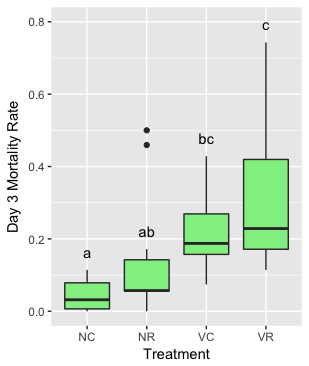 0.8
0.6
0.4
0.2
0.0
Day 3 Mortality Rate
a
ab
bc
c
NC NR VC VR
Treatment